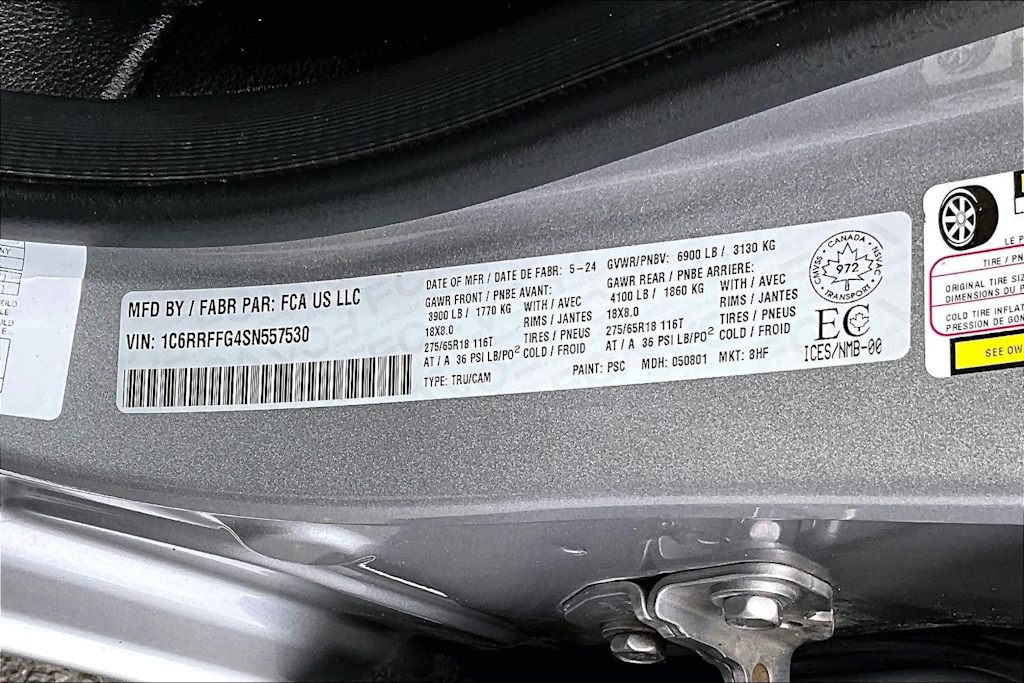 MFD BY / FABR PAR: FCA US LLC
VIN: 1C6RRFFG4SN557530
DATE OF MFR / DATE DE FABR: 5-24
GAWR FRONT / PNBE AVANT:
3900 LB / 1770 KG WITH / AVEC
18X8.0 RIMS / JANTES
275/65R18 116T TIRES / PNEUS
AT / A 36 PSI LB/PO² COLD / FROID
TYPE: TRU/CAM
GVWR/PNBV: 6900 LB / 3130 KG
GAWR REAR / PNBE ARRIERE:
4100 LB / 1860 KG WITH / AVEC
18X8.0 RIMS / JANTES
275/65R18 116T TIRES / PNEUS
AT / A 36 PSI LB/PO² COLD / FROID
PAINT: PSC MDH: 050801 MKT: 8HF
CANADA
CMVSS NSVAC
972
TRANSPORT
EC
ICES/NMB-00
LE P
TIRE / PN
ORIGINAL TIRE SIZ
DIMENSIONS DU P
COLD TIRE INFLAT
PRESSION DE GON
SEE OW